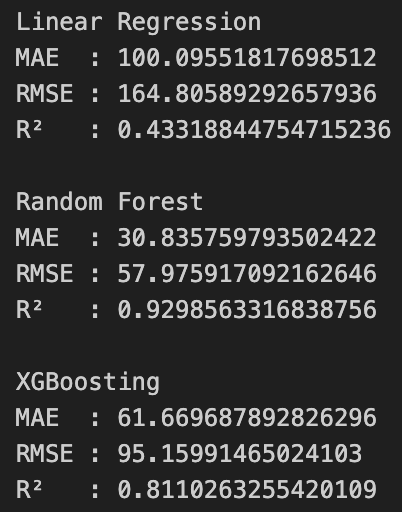 Linear Regression
MAE  : 100.09551817698512
RMSE : 164.80589292657936
R²   : 0.43318844754715236

Random Forest
MAE  : 30.835759793502422
RMSE : 57.975917092162646
R²   : 0.9298563316838756

XGBoosting
MAE  : 61.669687892826296
RMSE : 95.15991465024103
R²   : 0.8110263255420109